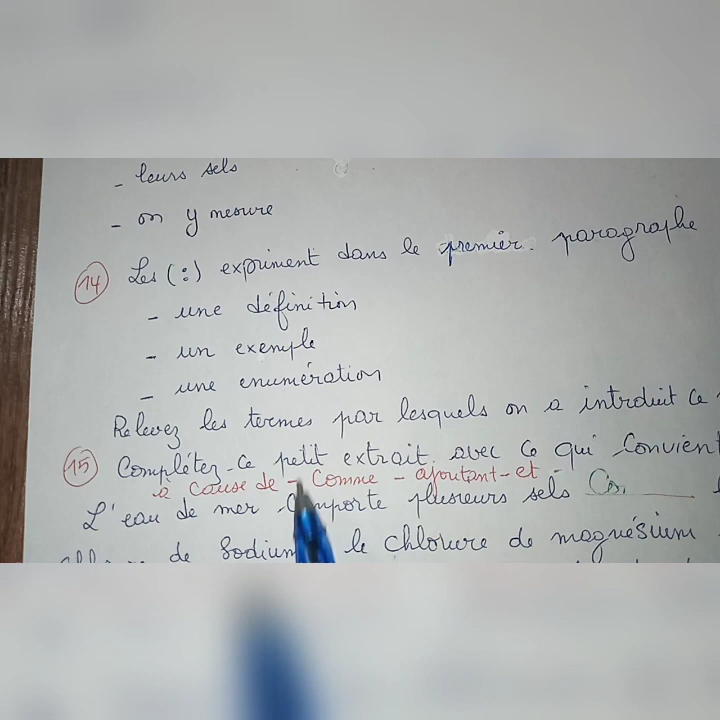 - leurs sels
- on y mesure
14 Les (:) expriment dans le premier. paragraphe
- une définition
- un exemple
- une enumération
Relevez les termes par lesquels on a introduit ce
15 Complétez-ce petit extrait avec ce qui convient
à cause de - Comme - ajoutant - et -
L'eau de mer comporte plusieurs sels Co.
de Sodium le chlorure de magnésium